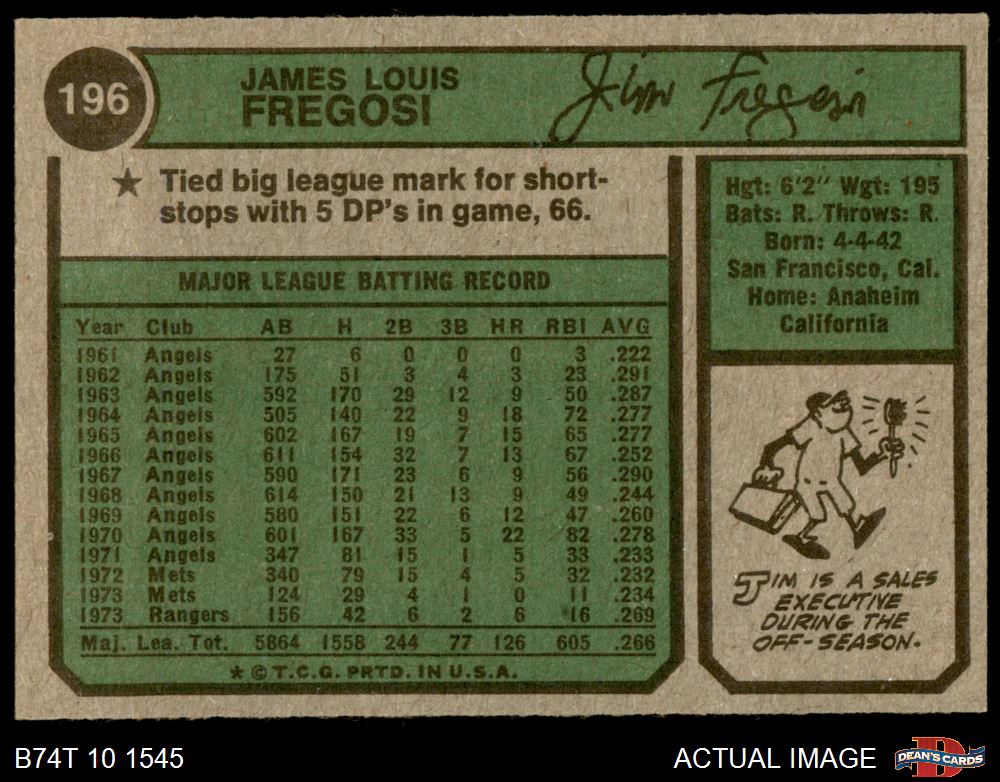 196
JAMES LOUIS
FREGOSI
Jim Fregosi
★ Tied big league mark for short-
stops with 5 DP's in game, 66.
MAJOR LEAGUE BATTING RECORD
Year Club AB H 2B 3B HR RBI AVG
1961 Angels 27 6 0 0 0 3 .222
1962 Angels 175 51 3 4 3 23 .291
1963 Angels 592 170 29 12 9 50 .287
1964 Angels 505 140 22 9 18 72 .277
1965 Angels 602 167 19 7 15 65 .277
1966 Angels 611 154 32 7 13 67 .252
1967 Angels 590 171 23 6 9 56 .290
1968 Angels 614 150 21 13 9 49 .244
1969 Angels 580 151 22 6 12 47 .260
1970 Angels 601 167 33 5 22 82 .278
1971 Angels 347 81 15 1 5 33 .233
1972 Mets 340 79 15 4 5 32 .232
1973 Mets 124 29 4 1 0 11 .234
1973 Rangers 156 42 6 2 6 16 .269
Maj. Lea. Tot. 5864 1558 244 77 126 605 .266
★ © T.C.G. PRTD. IN U.S.A.
Hgt: 6'2" Wgt: 195
Bats: R. Throws: R.
Born: 4-4-42
San Francisco, Cal.
Home: Anaheim
California
JIM IS A SALES
EXECUTIVE
DURING THE
OFF-SEASON.
B74T 10 1545
ACTUAL IMAGE
D
DEAN'S CARDS